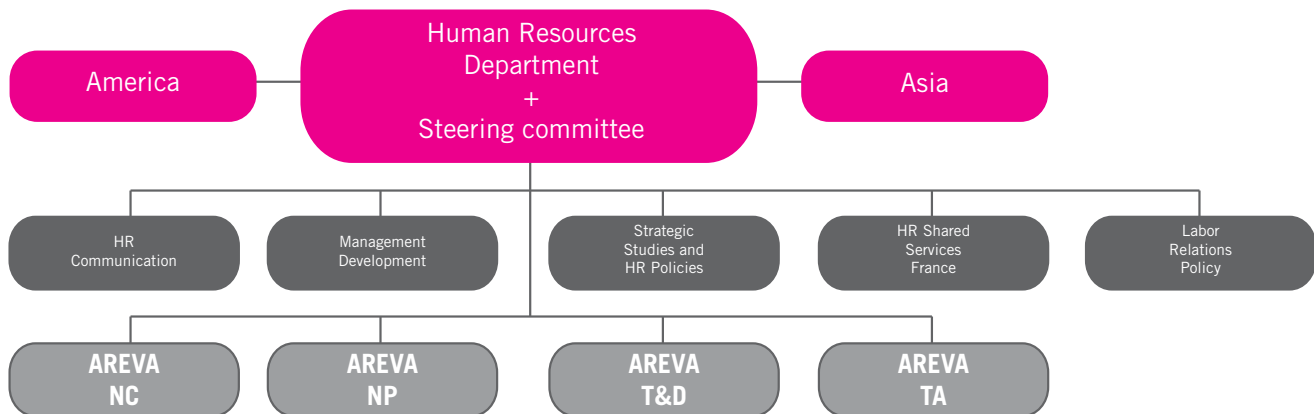 America
Human Resources
Department
+
Steering committee
Asia
HR
Communication
Management
Development
Strategic
Studies and
HR Policies
HR Shared
Services
France
Labor
Relations
Policy
AREVA
NC
AREVA
NP
AREVA
T&D
AREVA
TA